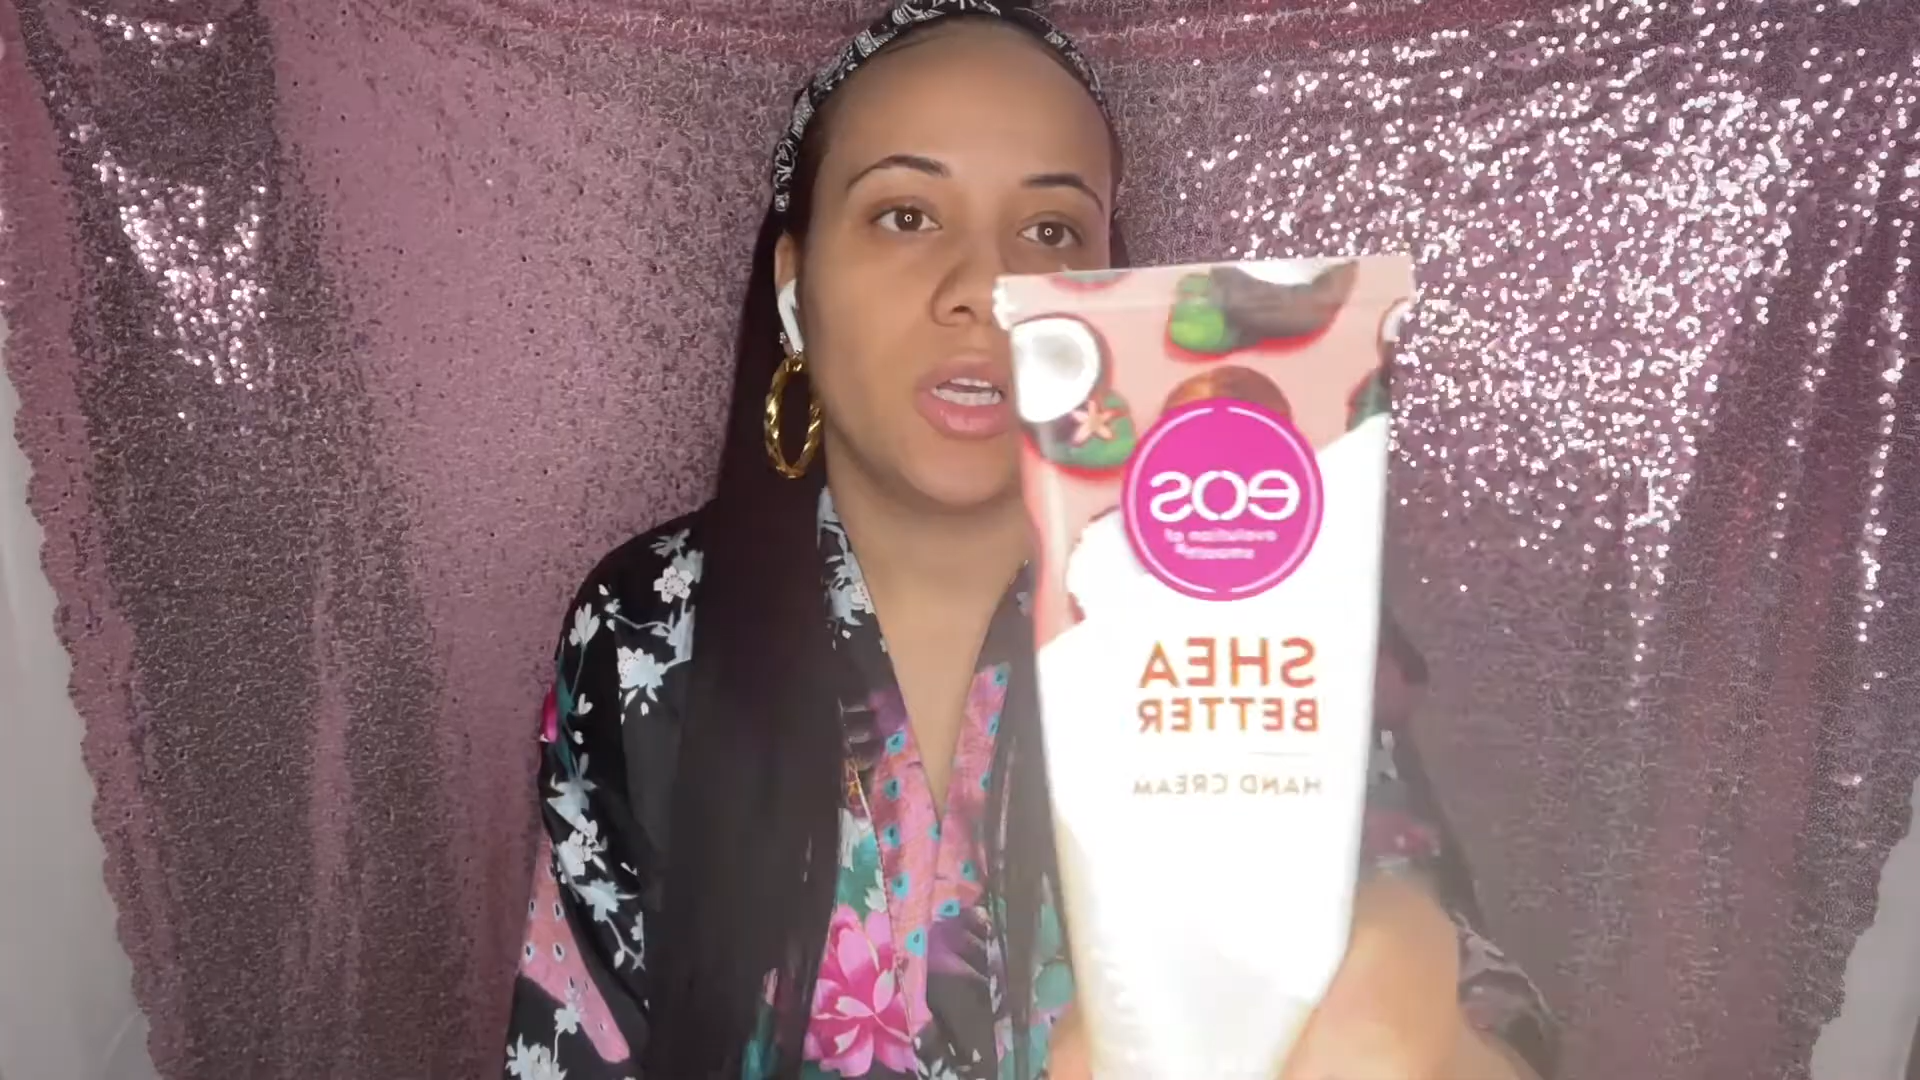 eos
evolution of
smooth®
SHEA
BETTER
HAND CREAM